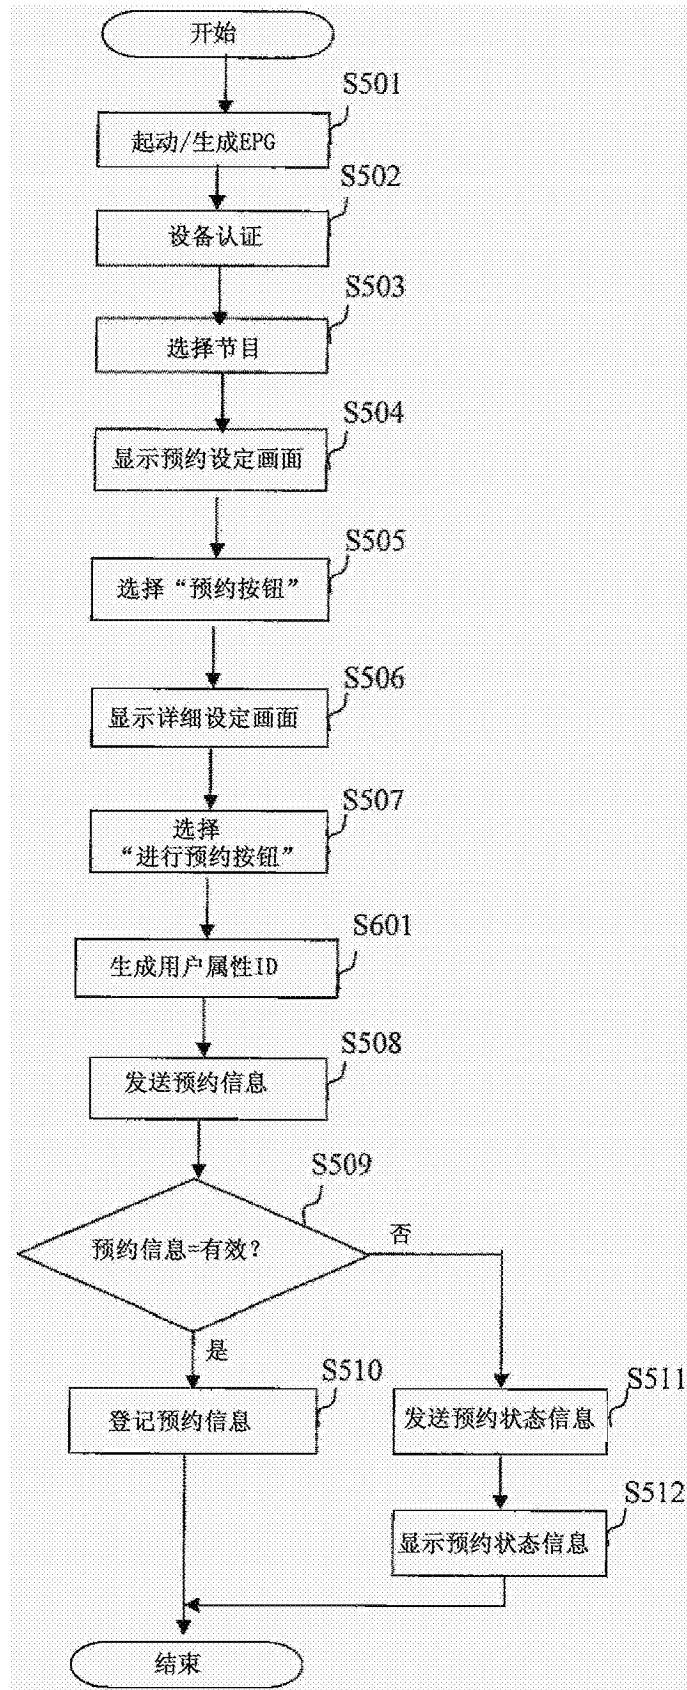 开始
S501
起动/生成EPG
S502
设备认证
S503
选择节目
S504
显示预约设定画面
S505
选择“预约按钮”
S506
显示详细设定画面
S507
选择
“进行预约按钮”
S601
生成用户属性ID
S508
发送预约信息
S509
预约信息=有效?
否
是
S510
登记预约信息
S511
发送预约状态信息
S512
显示预约状态信息
结束